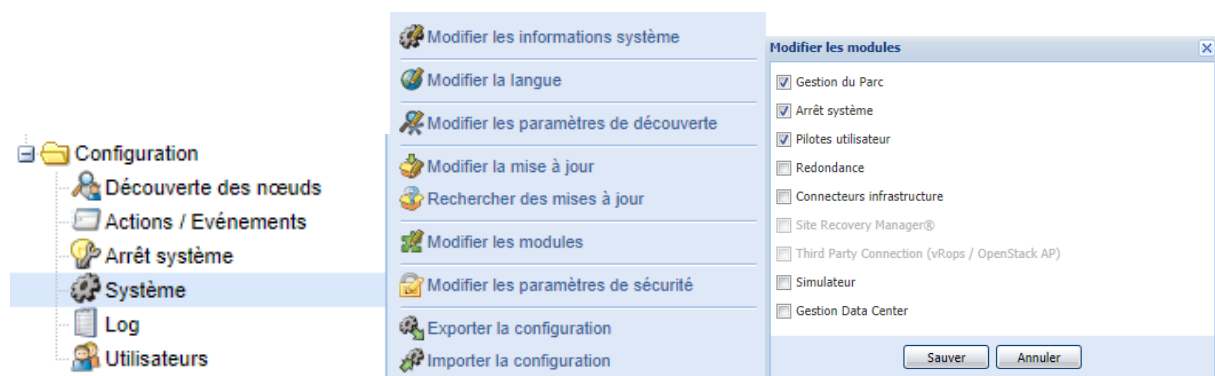 Configuration
Découverte des nœuds
Actions / Evénements
Arrêt système
Système
Log
Utilisateurs
Modifier les informations système
Modifier la langue
Modifier les paramètres de découverte
Modifier la mise à jour
Rechercher des mises à jour
Modifier les modules
Modifier les paramètres de sécurité
Exporter la configuration
Importer la configuration
Modifier les modules
Gestion du Parc
Arrêt système
Pilotes utilisateur
Redondance
Connecteurs infrastructure
Site Recovery Manager®
Third Party Connection (vRops / OpenStack AP)
Simulateur
Gestion Data Center
Sauver Annuler